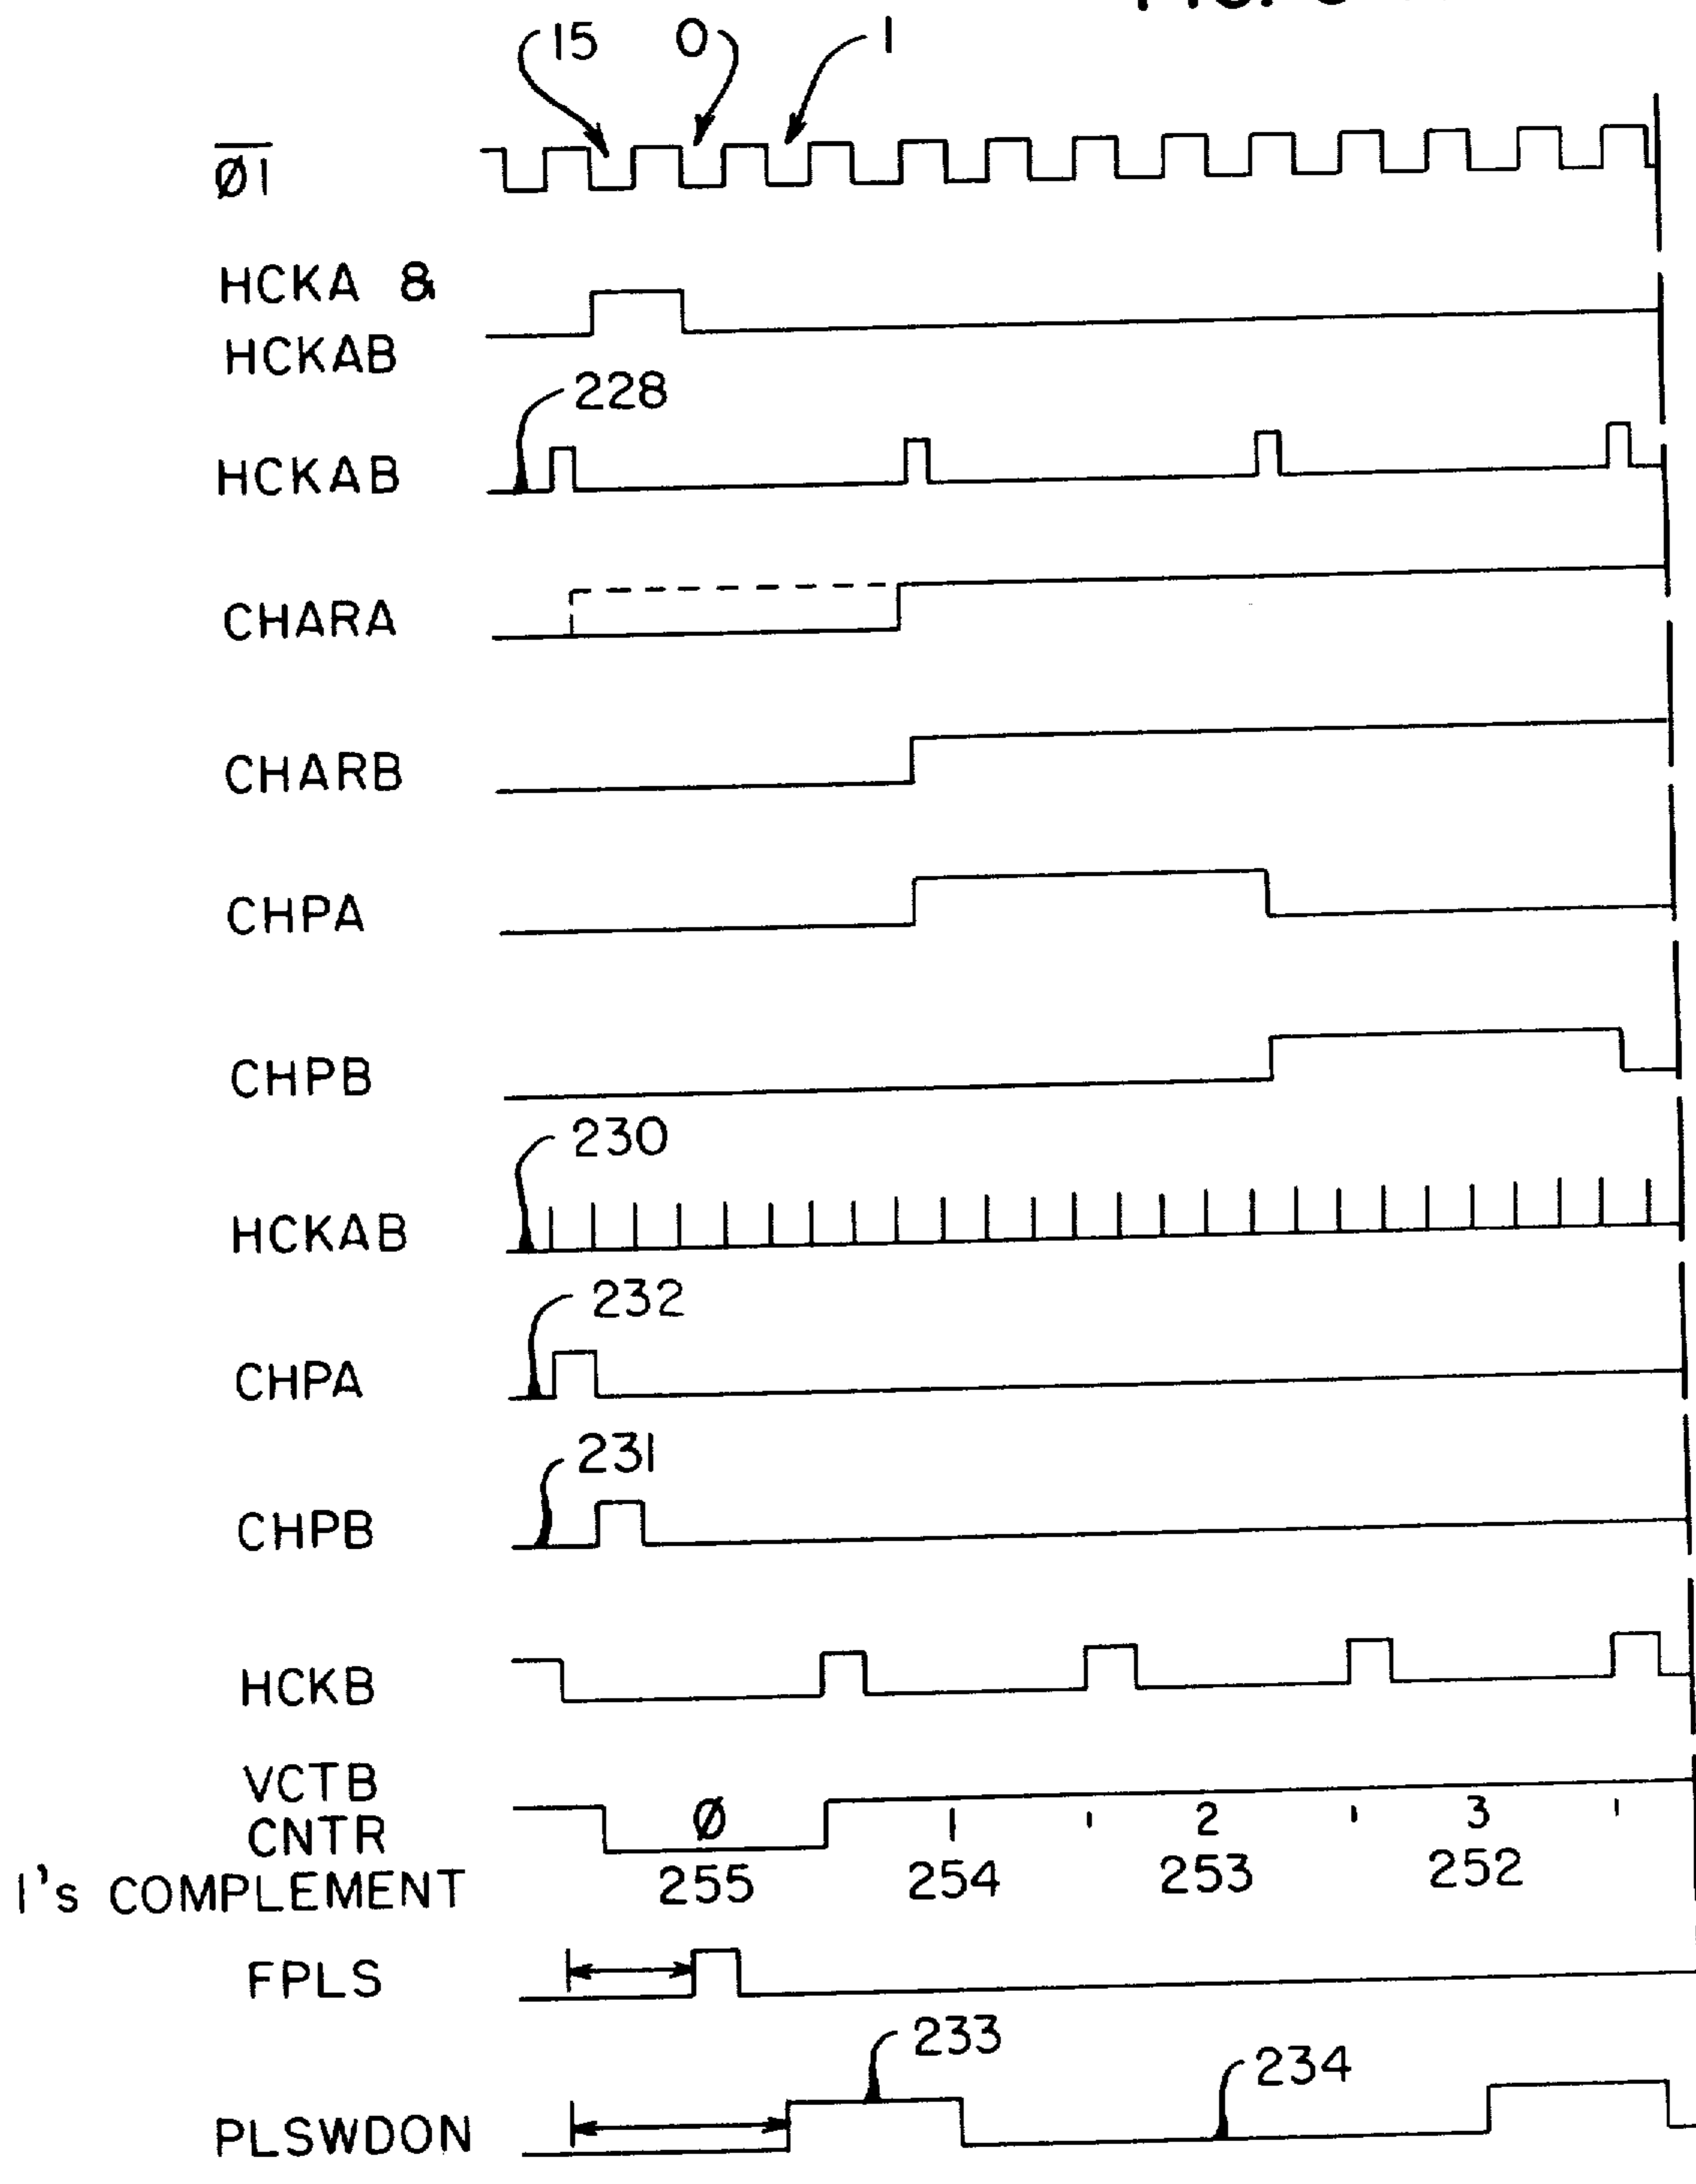 15 0 1
Ø1
HCKA &
HCKAB
228
HCKAB
CHARA
CHARB
CHPA
CHPB
230
HCKAB
232
CHPA
231
CHPB
HCKB
VCTB
CNTR Ø 1 2 3
1's COMPLEMENT 255 254 253 252
FPLS
233
234
PLSWDON